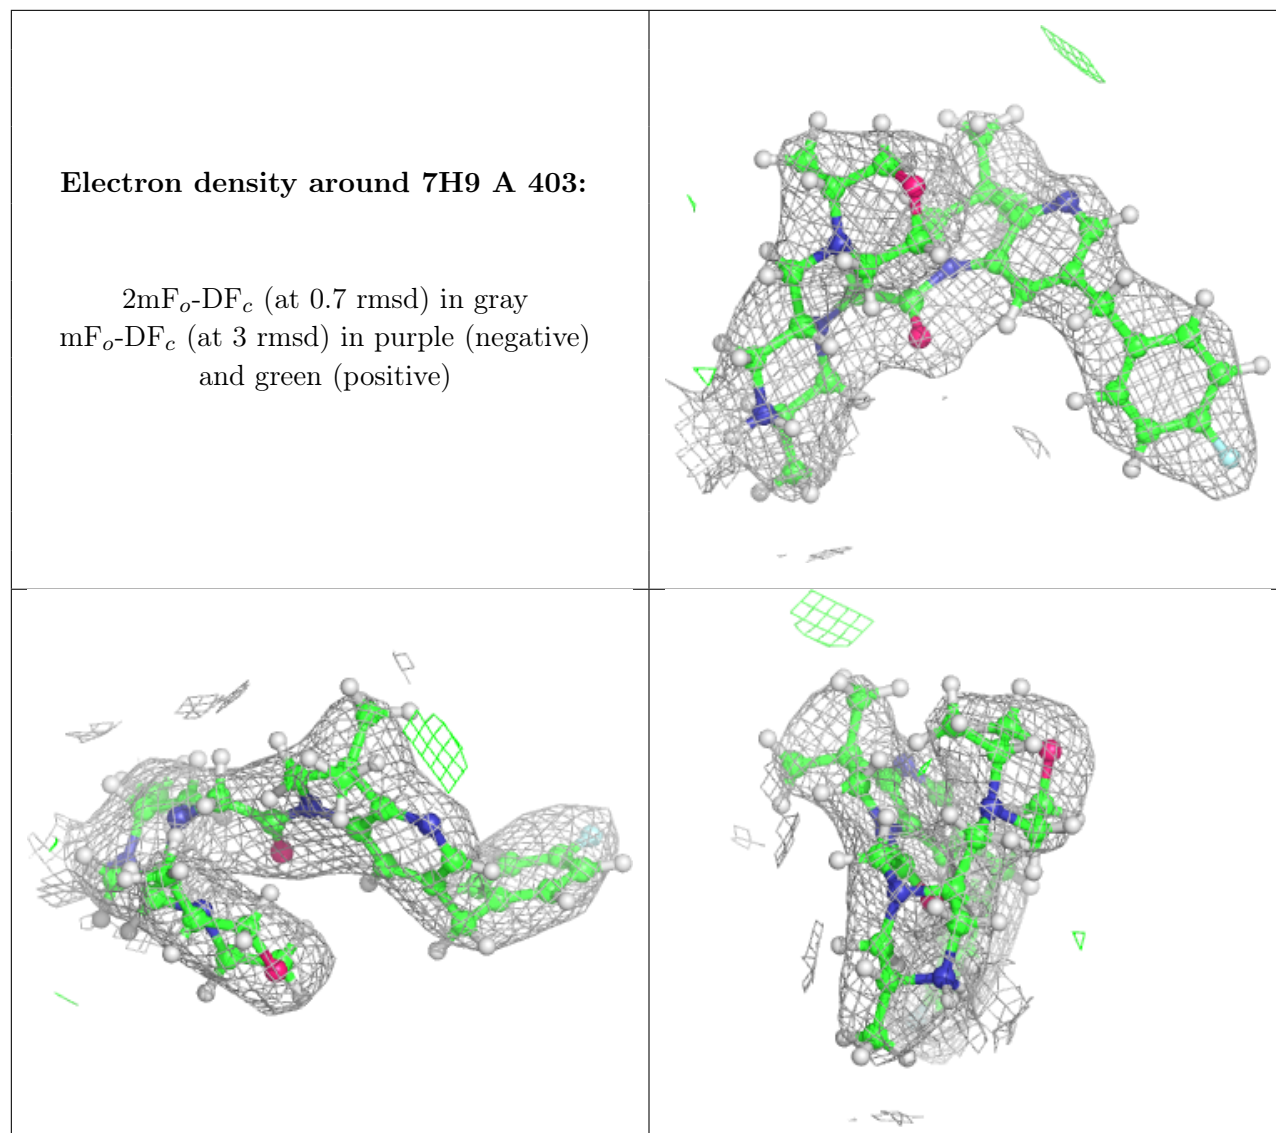 Electron density around 7H9 A 403:
2mFₒ-DF𝒸 (at 0.7 rmsd) in gray
mFₒ-DF𝒸 (at 3 rmsd) in purple (negative)
and green (positive)